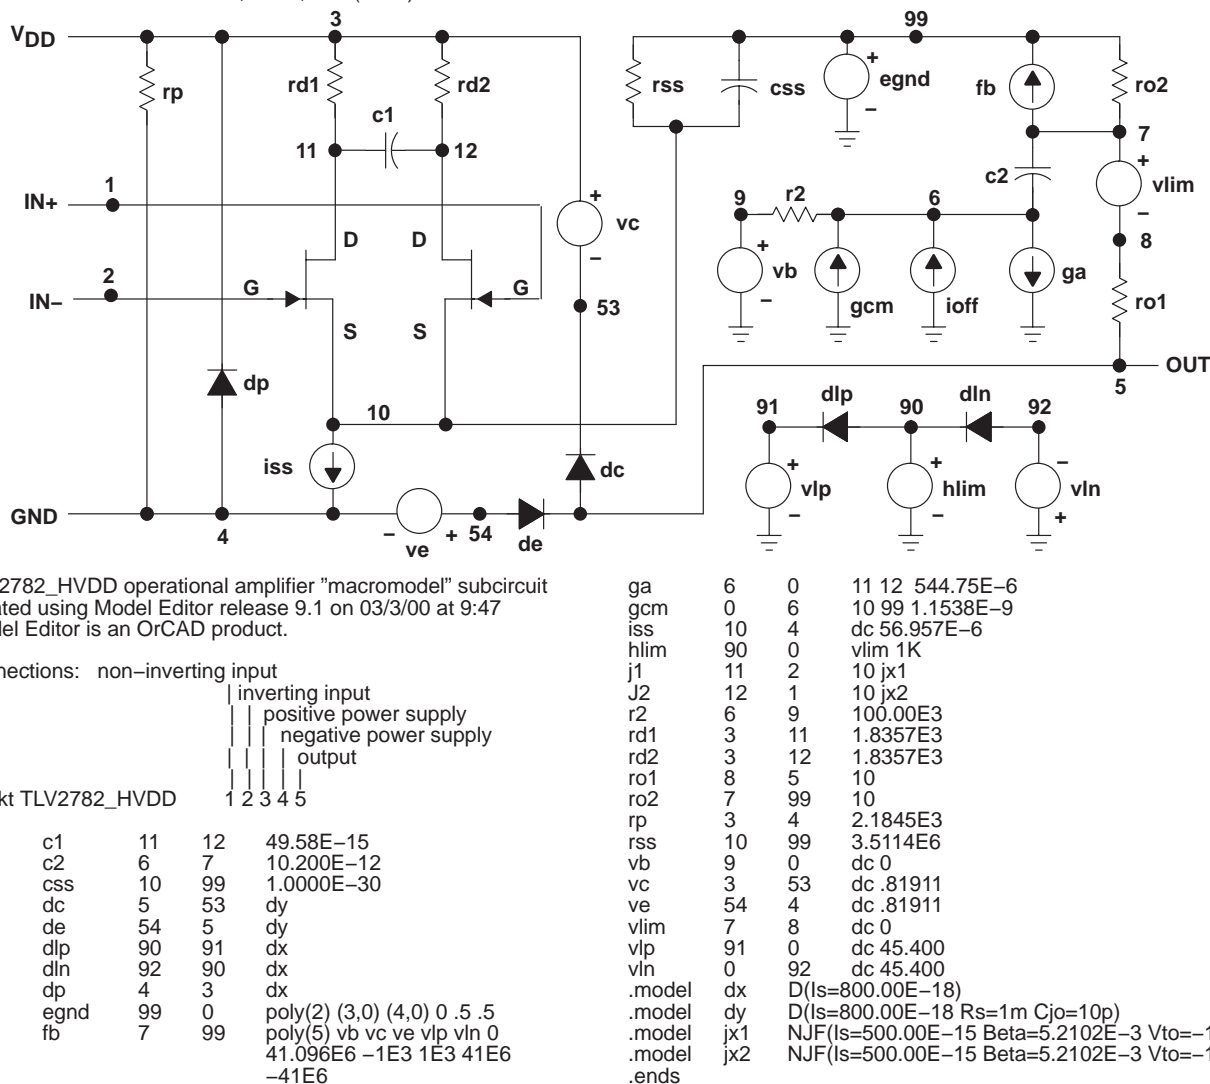 V_DD
3
99
rp
rd1
rd2
c1
11
12
rss
css
egnd
+
−
fb
ro2
7
c2
+
vlim
−
8
ro1
IN+
1
IN−
2
D
D
G
G
S
S
+
vc
−
53
9
r2
6
+
vb
−
gcm
ioff
ga
OUT
5
dp
10
iss
dc
GND
4
−
ve
+
54
de
91
dlp
90
dln
92
+
vlp
−
+
hlim
−
−
vln
+
2782_HVDD operational amplifier ”macromodel” subcircuit
ated using Model Editor release 9.1 on 03/3/00 at 9:47
del Editor is an OrCAD product.
nections: non−inverting input
| inverting input
| | positive power supply
| | | negative power supply
| | | | output
| | | | |
kt TLV2782_HVDD 1 2 3 4 5
c1 11 12 49.58E−15
c2 6 7 10.200E−12
css 10 99 1.0000E−30
dc 5 53 dy
de 54 5 dy
dlp 90 91 dx
dln 92 90 dx
dp 4 3 dx
egnd 99 0 poly(2) (3,0) (4,0) 0 .5 .5
fb 7 99 poly(5) vb vc ve vlp vln 0
41.096E6 −1E3 1E3 41E6
−41E6
ga 6 0 11 12 544.75E−6
gcm 0 6 10 99 1.1538E−9
iss 10 4 dc 56.957E−6
hlim 90 0 vlim 1K
j1 11 2 10 jx1
J2 12 1 10 jx2
r2 6 9 100.00E3
rd1 3 11 1.8357E3
rd2 3 12 1.8357E3
ro1 8 5 10
ro2 7 99 10
rp 3 4 2.1845E3
rss 10 99 3.5114E6
vb 9 0 dc 0
vc 3 53 dc .81911
ve 54 4 dc .81911
vlim 7 8 dc 0
vlp 91 0 dc 45.400
vln 0 92 dc 45.400
.model dx D(Is=800.00E−18)
.model dy D(Is=800.00E−18 Rs=1m Cjo=10p)
.model jx1 NJF(Is=500.00E−15 Beta=5.2102E−3 Vto=−1
.model jx2 NJF(Is=500.00E−15 Beta=5.2102E−3 Vto=−1
.ends